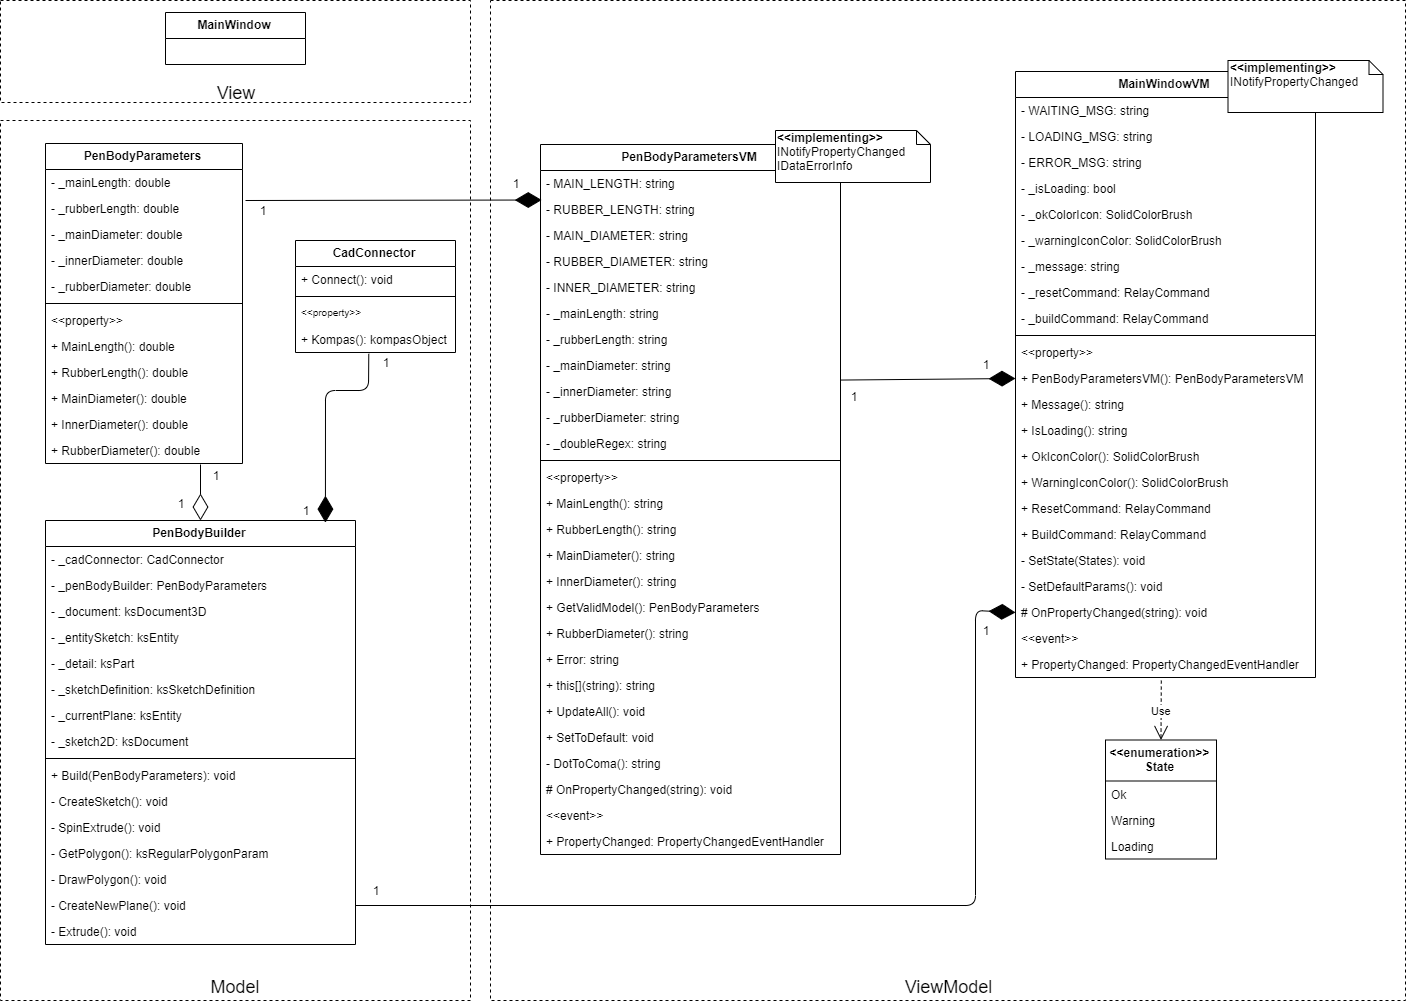 MainWindow
View
PenBodyParameters
- _mainLength: double
- _rubberLength: double
- _mainDiameter: double
- _innerDiameter: double
- _rubberDiameter: double
<<property>>
+ MainLength(): double
+ RubberLength(): double
+ MainDiameter(): double
+ InnerDiameter(): double
+ RubberDiameter(): double
1
1
1
1
CadConnector
+ Connect(): void
<<property>>
+ Kompas(): kompasObject
1
1
PenBodyBuilder
- _cadConnector: CadConnector
- _penBodyBuilder: PenBodyParameters
- _document: ksDocument3D
- _entitySketch: ksEntity
- _detail: ksPart
- _sketchDefinition: ksSketchDefinition
- _currentPlane: ksEntity
- _sketch2D: ksDocument
+ Build(PenBodyParameters): void
- CreateSketch(): void
- SpinExtrude(): void
- GetPolygon(): ksRegularPolygonParam
- DrawPolygon(): void
- CreateNewPlane(): void
- Extrude(): void
1
Model
PenBodyParametersVM
<<implementing>>
INotifyPropertyChanged
IDataErrorInfo
- MAIN_LENGTH: string
- RUBBER_LENGTH: string
- MAIN_DIAMETER: string
- RUBBER_DIAMETER: string
- INNER_DIAMETER: string
- _mainLength: string
- _rubberLength: string
- _mainDiameter: string
- _innerDiameter: string
- _rubberDiameter: string
- _doubleRegex: string
<<property>>
+ MainLength(): string
+ RubberLength(): string
+ MainDiameter(): string
+ InnerDiameter(): string
+ GetValidModel(): PenBodyParameters
+ RubberDiameter(): string
+ Error: string
+ this[](string): string
+ UpdateAll(): void
+ SetToDefault: void
- DotToComa(): string
# OnPropertyChanged(string): void
<<event>>
+ PropertyChanged: PropertyChangedEventHandler
1
1
1
MainWindowVM
<<implementing>>
INotifyPropertyChanged
- WAITING_MSG: string
- LOADING_MSG: string
- ERROR_MSG: string
- _isLoading: bool
- _okColorIcon: SolidColorBrush
- _warningIconColor: SolidColorBrush
- _message: string
- _resetCommand: RelayCommand
- _buildCommand: RelayCommand
<<property>>
+ PenBodyParametersVM(): PenBodyParametersVM
+ Message(): string
+ IsLoading(): string
+ OkIconColor(): SolidColorBrush
+ WarningIconColor(): SolidColorBrush
+ ResetCommand: RelayCommand
+ BuildCommand: RelayCommand
- SetState(States): void
- SetDefaultParams(): void
# OnPropertyChanged(string): void
<<event>>
+ PropertyChanged: PropertyChangedEventHandler
Use
<<enumeration>>
State
Ok
Warning
Loading
ViewModel